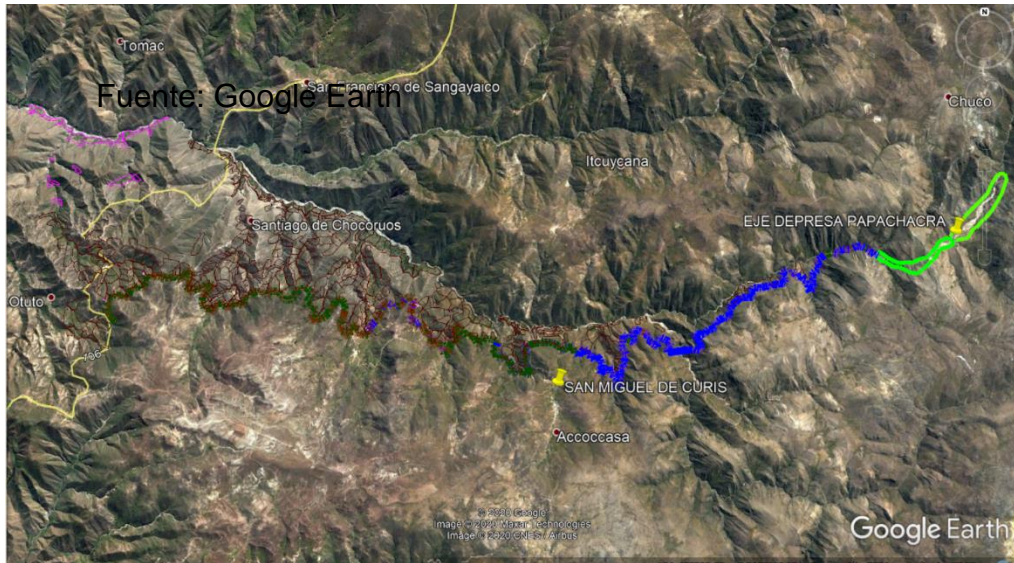 N
Tomac
San Francisco de Sangayaico
Fuente: Google Earth
Chuco
Itcuycana
EJE DEPRESA PAPACHACRA
Santiago de Chocorvos
Otuto
706
SAN MIGUEL DE CURIS
Accoccasa
© 2020 Google
Image © 2020 Maxar Technologies
Image © 2020 CNES / Airbus
Google Earth